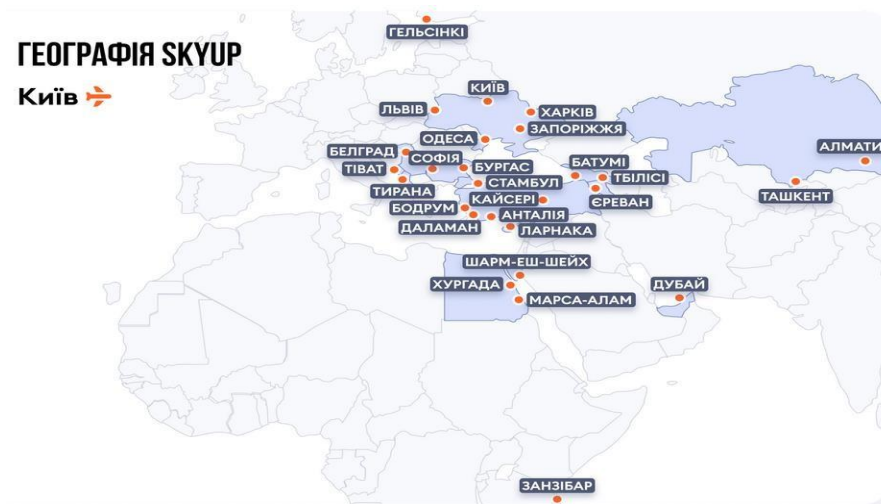 ГЕОГРАФІЯ SKYUP
Київ
ГЕЛЬСІНКІ
КИЇВ
ЛЬВІВ
ХАРКІВ
ЗАПОРІЖЖЯ
ОДЕСА
БЕЛГРАД
СОФІЯ
ТІВАТ
БУРГАС
БАТУМІ
ТБІЛІСІ
АЛМАТИ
ТИРАНА
СТАМБУЛ
КАЙСЕРІ
ЄРЕВАН
ТАШКЕНТ
БОДРУМ
АНТАЛІЯ
ДАЛАМАН
ЛАРНАКА
ШАРМ-ЕШ-ШЕЙХ
ХУРГАДА
МАРСА-АЛАМ
ДУБАЙ
ЗАНЗІБАР